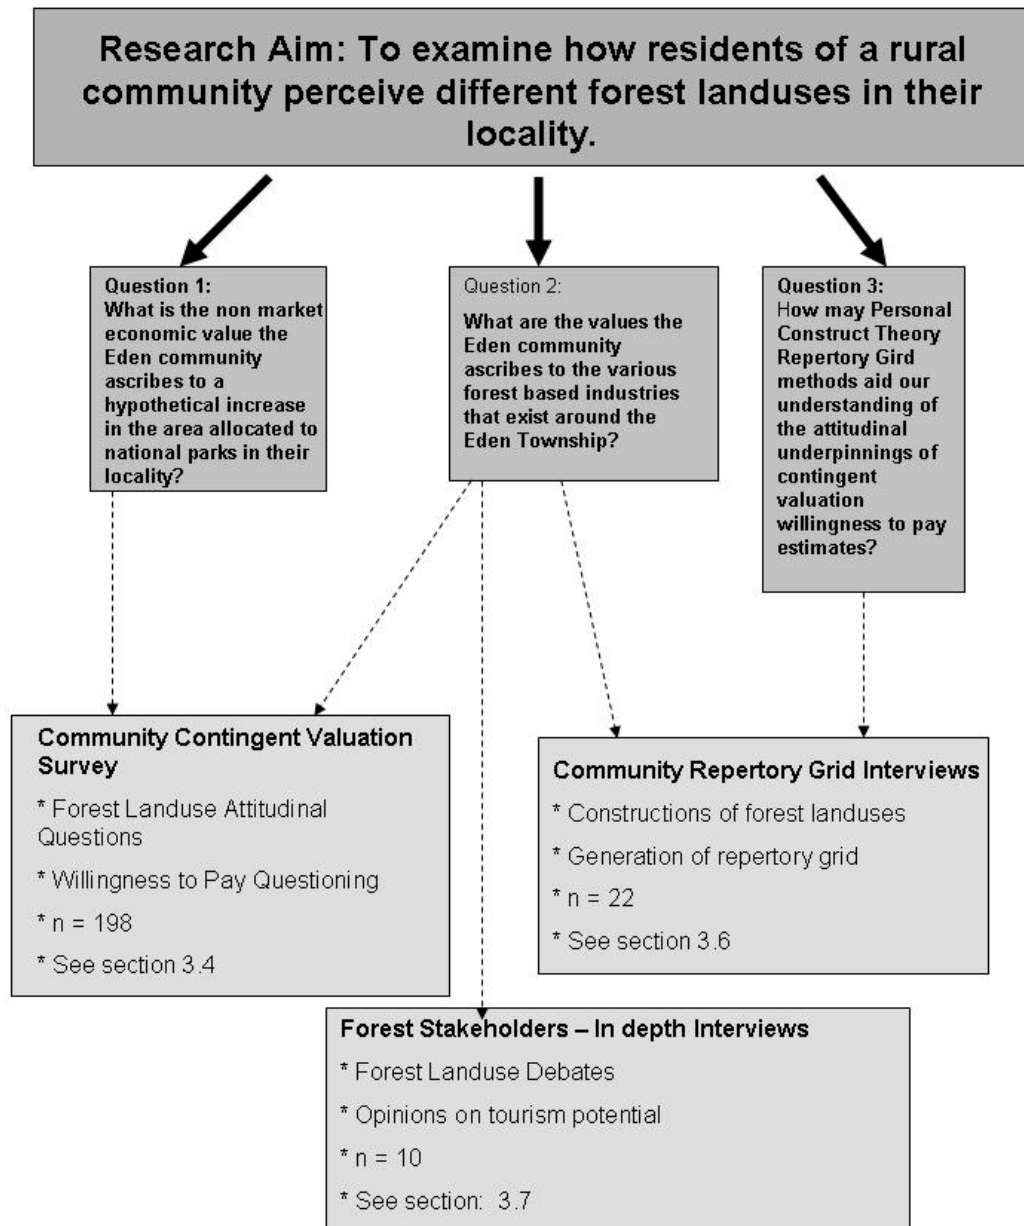 Research Aim: To examine how residents of a rural
community perceive different forest landuses in their
locality.
Question 1:
What is the non market
economic value the
Eden community
ascribes to a
hypothetical increase
in the area allocated to
national parks in their
locality?
Question 2:
What are the values the
Eden community
ascribes to the various
forest based industries
that exist around the
Eden Township?
Question 3:
How may Personal
Construct Theory
Repertory Gird
methods aid our
understanding of
the attitudinal
underpinnings of
contingent
valuation
willingness to pay
estimates?
Community Contingent Valuation
Survey
* Forest Landuse Attitudinal
Questions
* Willingness to Pay Questioning
* n = 198
* See section 3.4
Community Repertory Grid Interviews
* Constructions of forest landuses
* Generation of repertory grid
* n = 22
* See section 3.6
Forest Stakeholders – In depth Interviews
* Forest Landuse Debates
* Opinions on tourism potential
* n = 10
* See section: 3.7